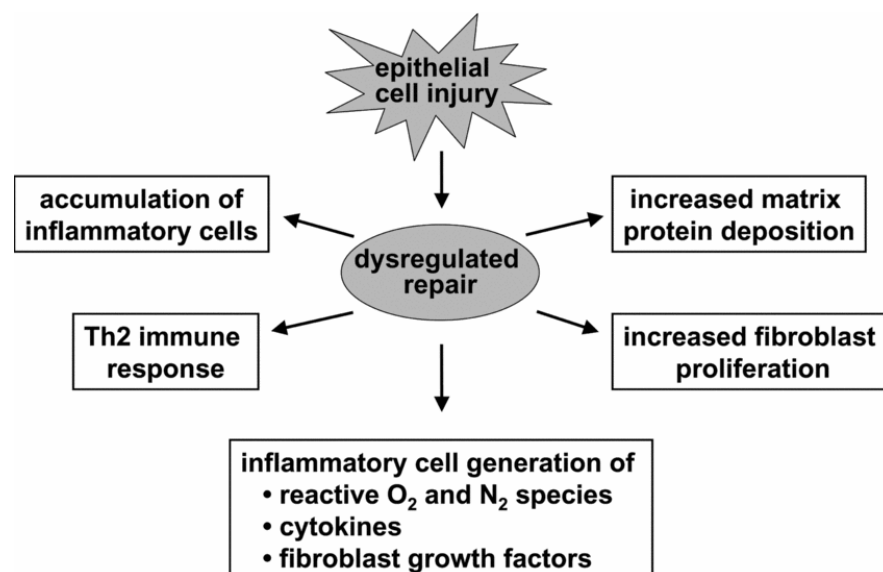 epithelial
cell injury
accumulation of
inflammatory cells
increased matrix
protein deposition
dysregulated
repair
Th2 immune
response
increased fibroblast
proliferation
inflammatory cell generation of
• reactive O₂ and N₂ species
• cytokines
• fibroblast growth factors